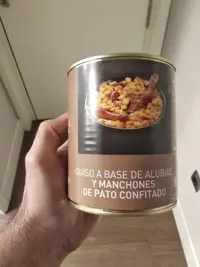 GUISO A BASE DE ALUBIAS
Y MANCHONES
DE PATO CONFITADO